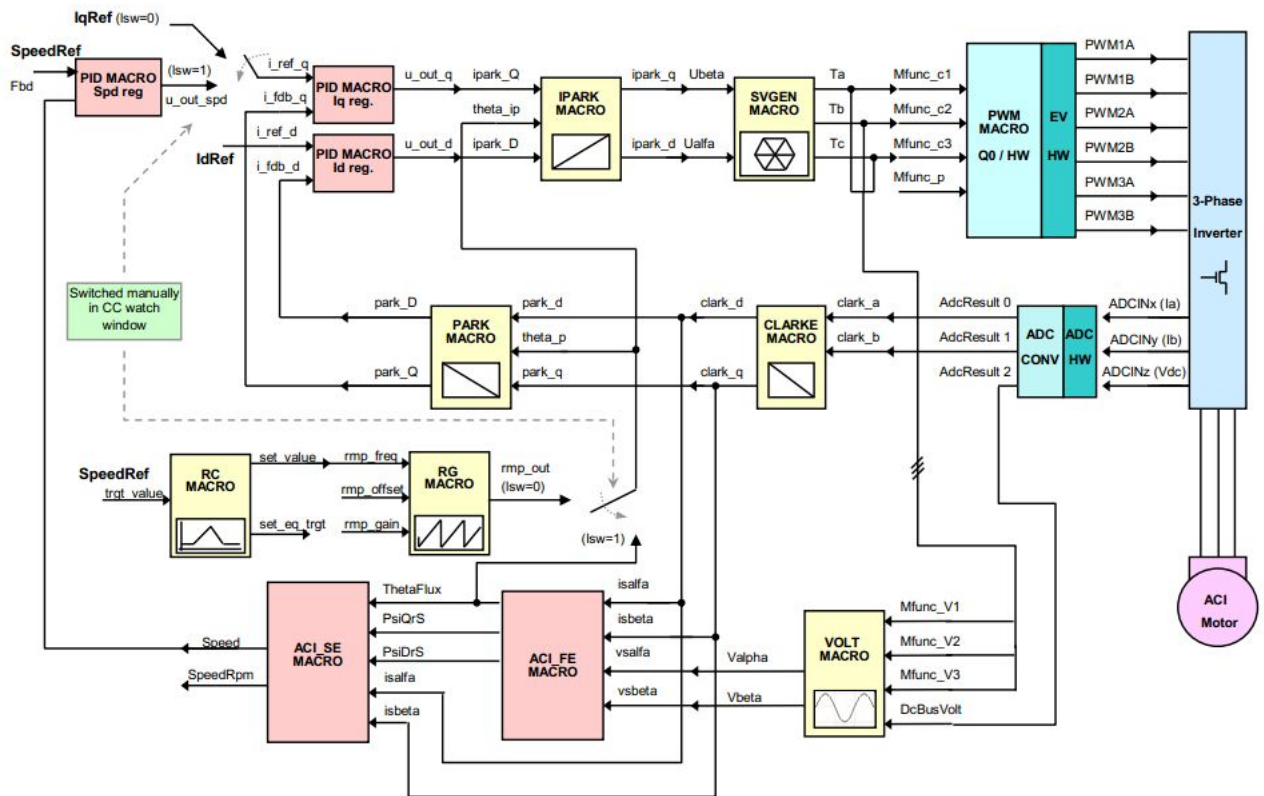 IqRef (lsw=0)
SpeedRef
Fbd
PID MACRO
Spd reg
(lsw=1)
u_out_spd
i_ref_q
i_fdb_q
i_ref_d
IdRef
i_fdb_d
PID MACRO
Iq reg.
PID MACRO
Id reg.
u_out_q
ipark_Q
theta_ip
u_out_d
ipark_D
IPARK
MACRO
ipark_q
Ubeta
ipark_d
Ualfa
SVGEN
MACRO
Ta
Tb
Tc
Mfunc_c1
Mfunc_c2
Mfunc_c3
Mfunc_p
PWM
MACRO
Q0 / HW
EV
HW
PWM1A
PWM1B
PWM2A
PWM2B
PWM3A
PWM3B
3-Phase
Inverter
Switched manually
in CC watch
window
park_D
park_Q
PARK
MACRO
park_d
theta_p
park_q
clark_d
clark_q
CLARKE
MACRO
clark_a
clark_b
AdcResult 0
AdcResult 1
AdcResult 2
ADC
CONV
ADC
HW
ADCINx (Ia)
ADCINy (Ib)
ADCINz (Vdc)
SpeedRef
trgt_value
RC
MACRO
set_value
set_eq_trgt
rmp_freq
rmp_offset
rmp_gain
RG
MACRO
rmp_out
(lsw=0)
(lsw=1)
Speed
SpeedRpm
ACI_SE
MACRO
ThetaFlux
PsiQrS
PsiDrS
isalfa
isbeta
ACI_FE
MACRO
isalfa
isbeta
vsalfa
vsbeta
Valpha
Vbeta
VOLT
MACRO
Mfunc_V1
Mfunc_V2
Mfunc_V3
DcBusVolt
ACI
Motor